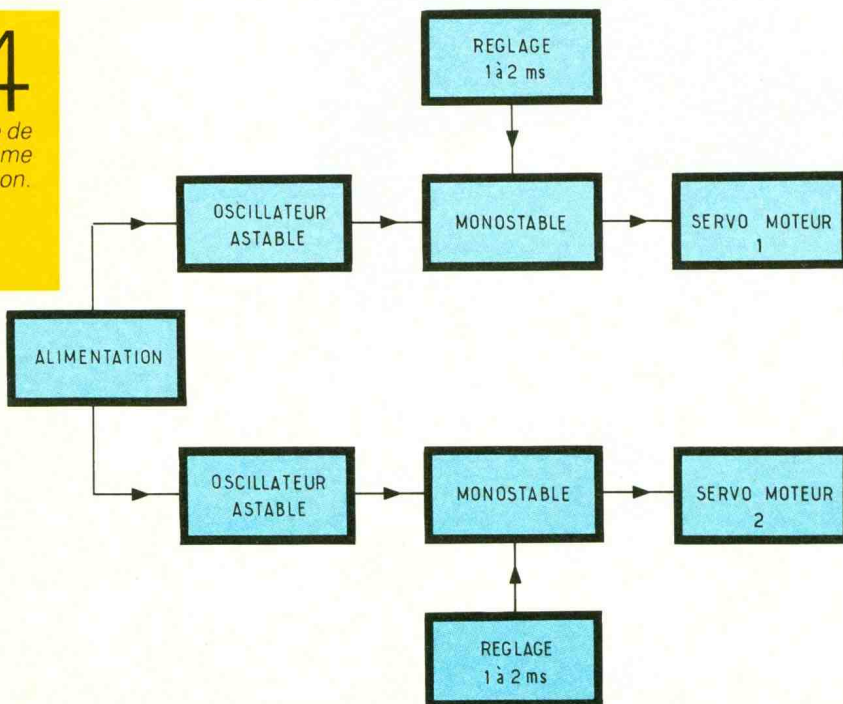 4
de
me
on.
REGLAGE
1 à 2 ms
OSCILLATEUR
ASTABLE
MONOSTABLE
SERVO MOTEUR
1
ALIMENTATION
OSCILLATEUR
ASTABLE
MONOSTABLE
SERVO MOTEUR
2
REGLAGE
1 à 2 ms